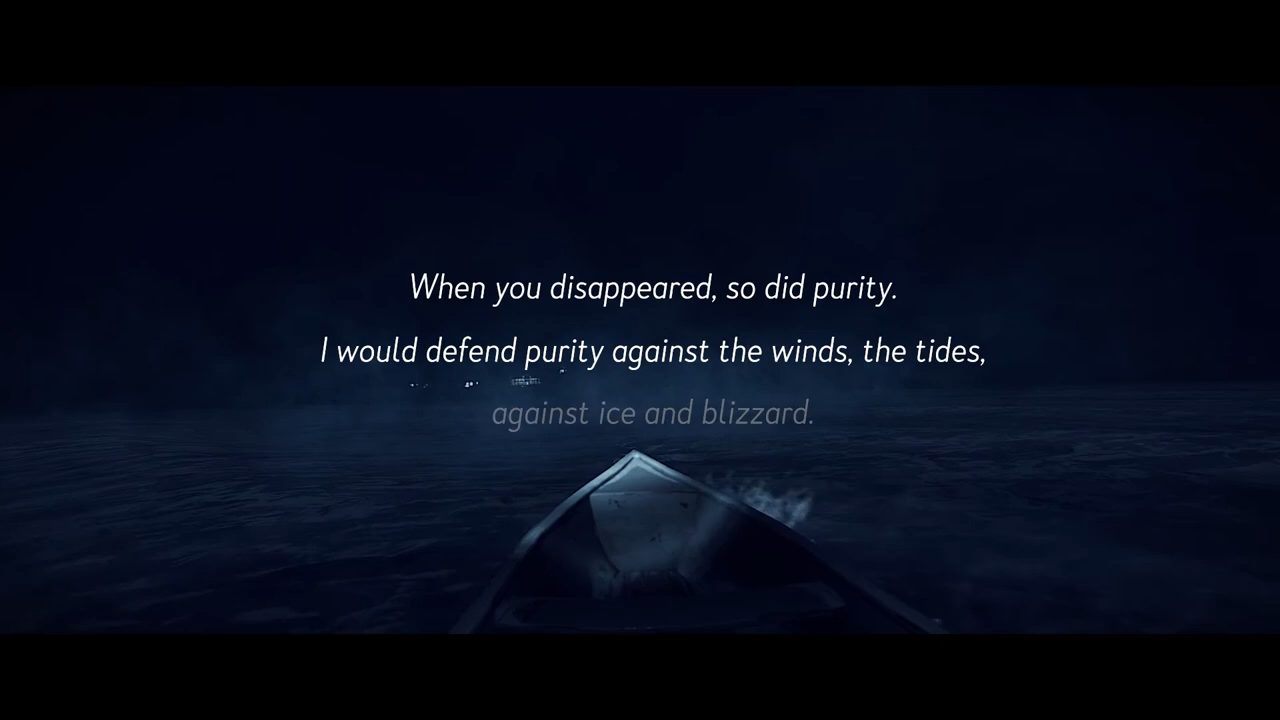 When you disappeared, so did purity.
I would defend purity against the winds, the tides,
against ice and blizzard.